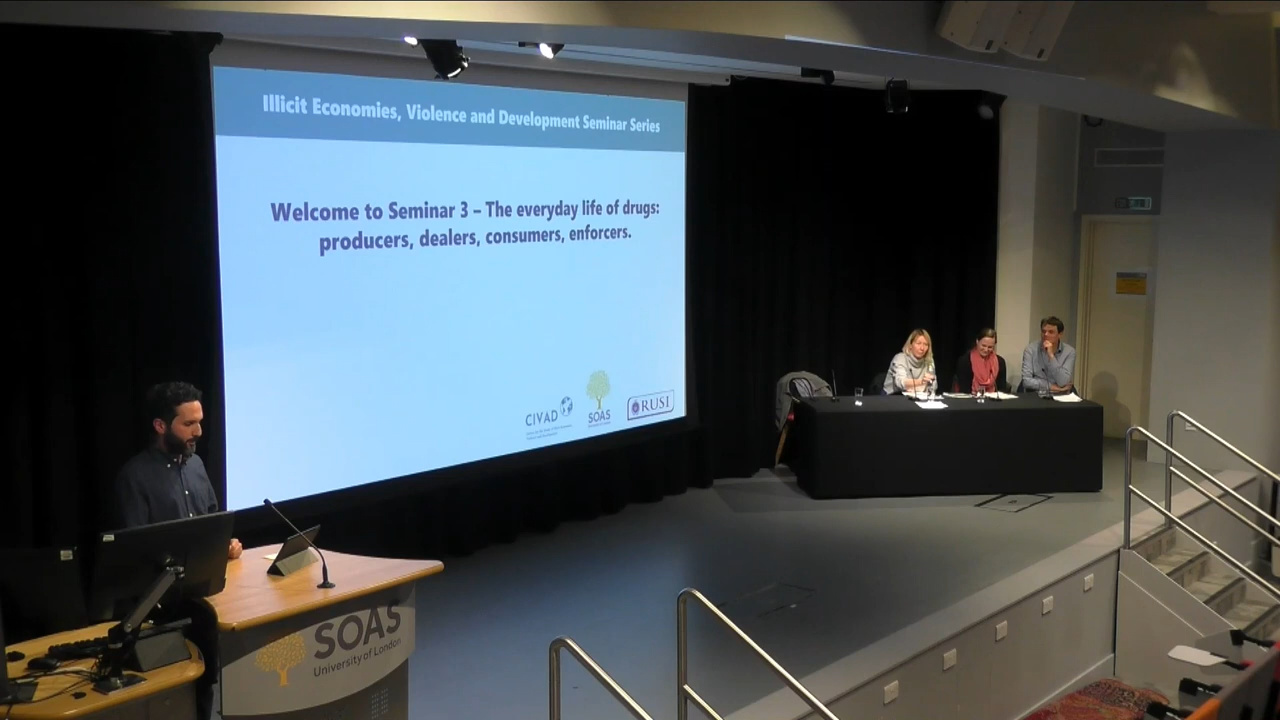 Illicit Economies, Violence and Development Seminar Series
Welcome to Seminar 3 – The everyday life of drugs:
producers, dealers, consumers, enforcers.
CIVAD
SOAS
RUSI
SOAS
University of London